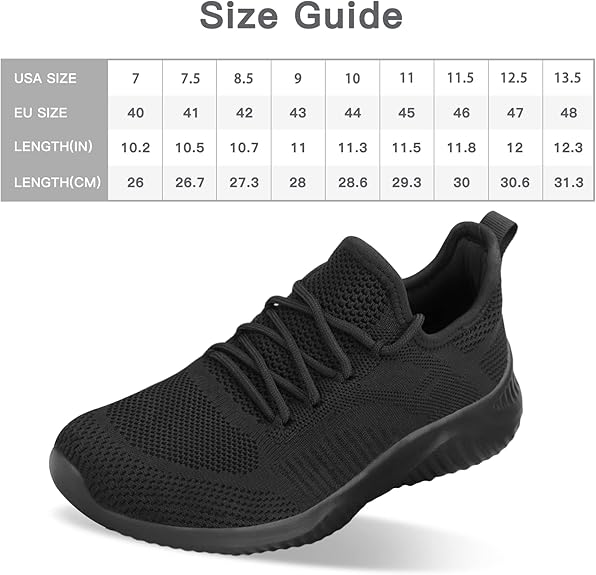 Size Guide
USA SIZE 7 7.5 8.5 9 10 11 11.5 12.5 13.5
EU SIZE 40 41 42 43 44 45 46 47 48
LENGTH(IN) 10.2 10.5 10.7 11 11.3 11.5 11.8 12 12.3
LENGTH(CM) 26 26.7 27.3 28 28.6 29.3 30 30.6 31.3